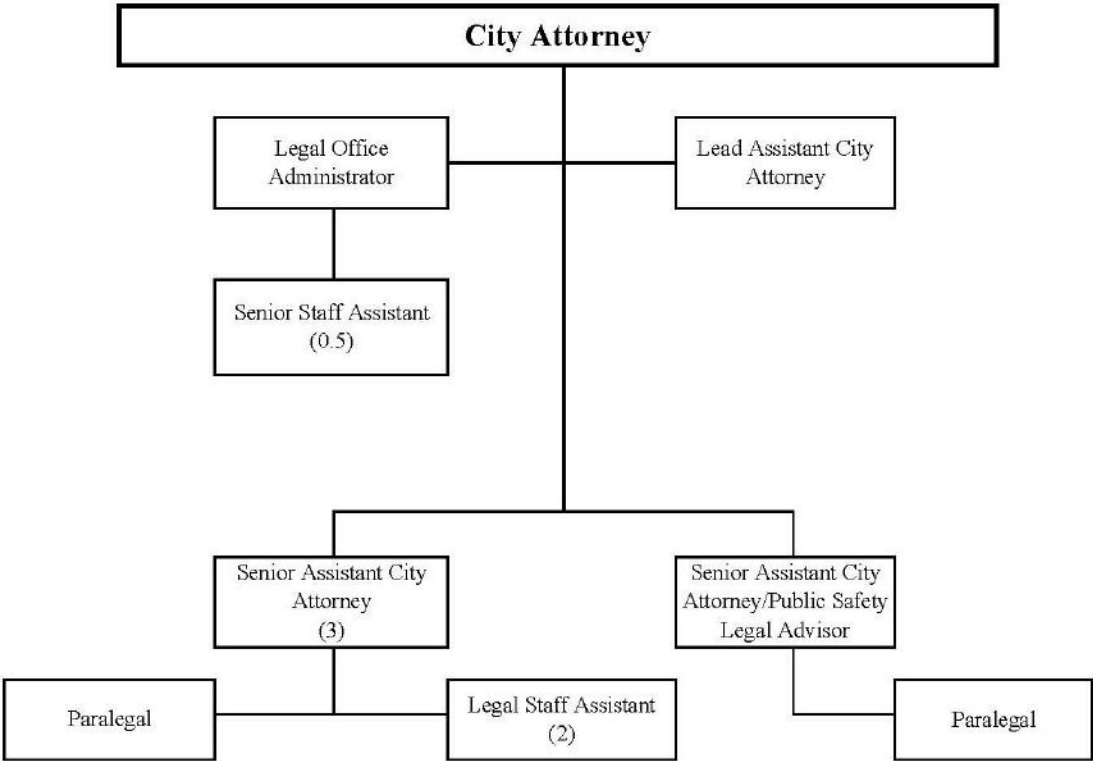 City Attorney
Legal Office
Administrator
Lead Assistant City
Attorney
Senior Staff Assistant
(0.5)
Senior Assistant City
Attorney
(3)
Senior Assistant City
Attorney/Public Safety
Legal Advisor
Paralegal
Legal Staff Assistant
(2)
Paralegal